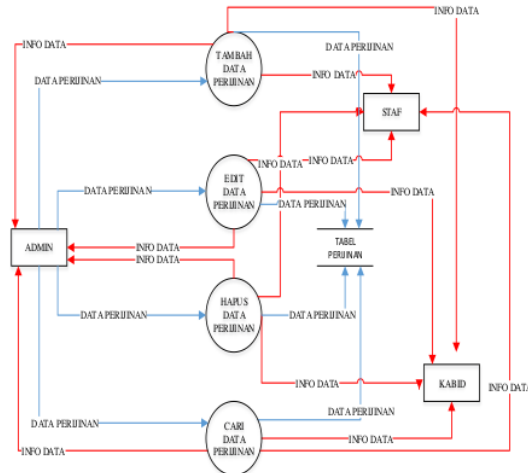 INFO DATA
INFO DATA
DATA PERIJINAN
TAMBAH
DATA
PERIJINAN
INFO DATA
DATA PERIJINAN
STAF
INFO DATA
INFO DATA
EDIT
DATA
PERIJINAN
DATA PERIJINAN
INFO DATA
DATA PERIJINAN
ADMIN
INFO DATA
INFO DATA
TABEL
PERIJINAN
HAPUS
DATA
PERIJINAN
DATA PERIJINAN
DATA PERIJINAN
INFO DATA
KABID
INFO DATA
CARI
DATA
PERIJINAN
DATA PERIJINAN
DATA PERIJINAN
INFO DATA
INFO DATA